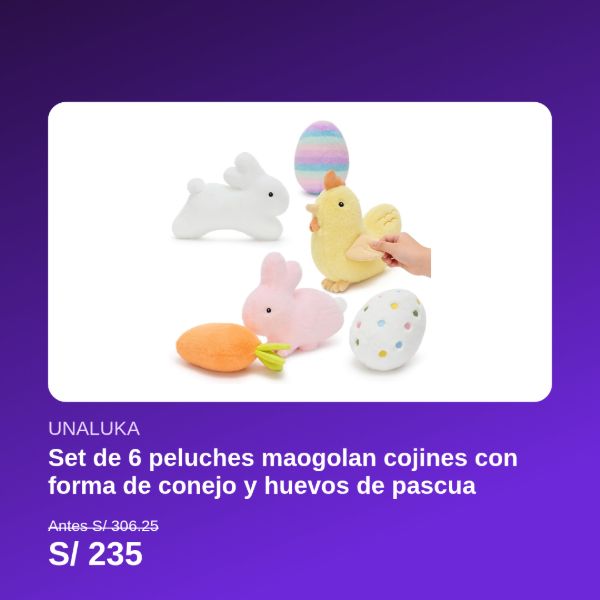 UNALUKA
Set de 6 peluches maogolan cojines con
forma de conejo y huevos de pascua
Antes S/ 306.25
S/ 235